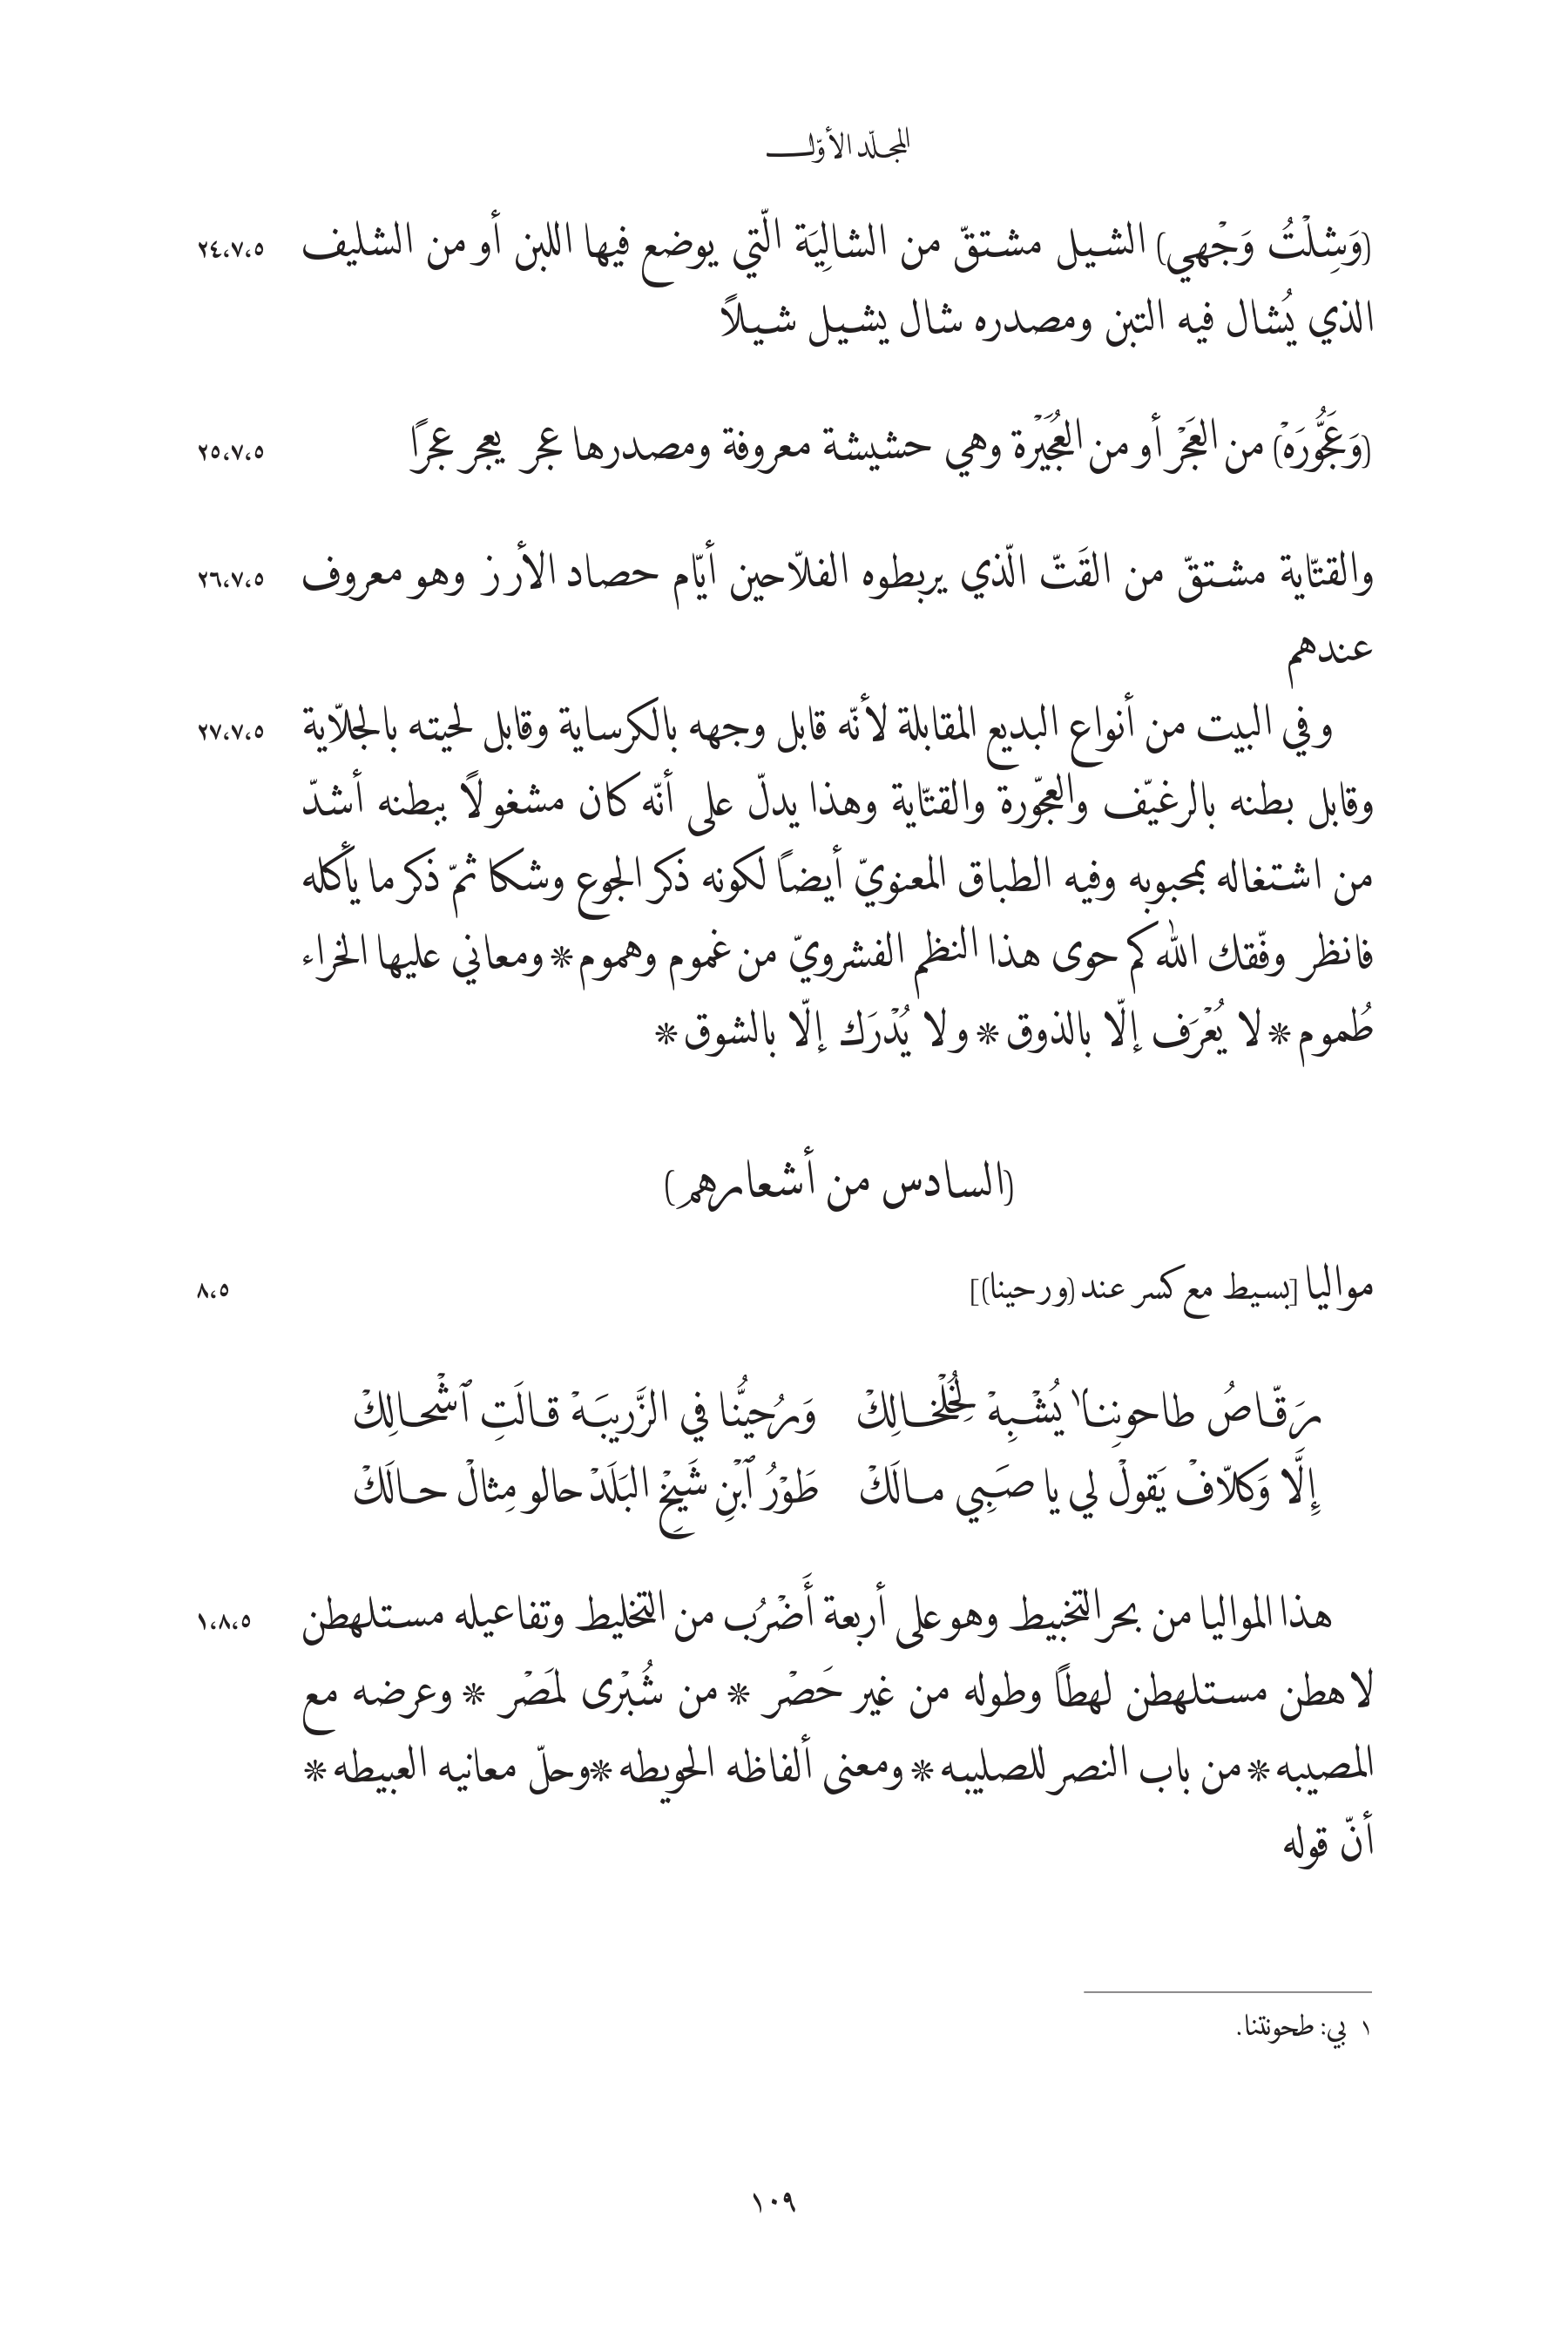 المجلّد الأوّل
(وَشِلْتُ وَجْهي) الشيل مشتقّ من الشالِيَة الّتي يوضع فيها اللبن أو من الشليف ٢٤،٧،٥
الذي يُشال فيه التبن ومصدره شال يشيل شيلاً
(وَعَجُّورَهْ) من العَجَرْ أو من العُجَيْرة وهي حشيشة معروفة ومصدرها عجر يعجر عجرًا ٢٥،٧،٥
والقتّاية مشتقّ من القَتّ الّذي يربطوه الفلّاحين أيّام حصاد الأرز وهو معروف ٢٦،٧،٥
عندهم
وفي البيت من أنواع البديع المقابلة لأنّه قابل وجهه بالكرساية وقابل لحيته بالجلّاية ٢٧،٧،٥
وقابل بطنه بالرغيّف والعجّورة والقتّاية وهذا يدلّ على أنّه كان مشغولاً ببطنه أشدّ
من اشتغاله بمحبوبه وفيه الطباق المعنويّ أيضاً لكونه ذكر الجوع وشكا ثمّ ذكر ما يأكله
فانظر وفّقك الله كم حوى هذا النظم الفشرويّ من غموم وهموم * ومعاني عليها الخراء
طُموم * لا يُعْرَف إلّا بالذوق * ولا يُدْرَك إلّا بالشوق *
(السادس من أشعارهم)
مواليا [بسيط مع كسر عند (ورحينا)] ٨،٥
رَقّاصُ طاحونِنا١ يُشْبِهْ لِخُلْخالِكْ وَرُحيُّنا في الزَّريبَهْ قالَتِ ٱشْحالِكْ
إِلَّا وَكلّافْ يَقولْ لي يا صَبِي مالَكْ طَوْرُ ٱبْنِ شَيِخْ البَلَدْ حالو مِثالْ حالَكْ
هذا المواليا من بحر التخبيط وهو على أربعة أَضْرُب من التخليط وتفاعيله مستلهطن ١،٨،٥
لاهطن مستلهطن لهطاً وطوله من غير حَصْر * من شُبْرى لمَصْر * وعرضه مع
المصيبه * من باب النصر للصليبه * ومعنى ألفاظه الحويطه * وحلّ معانيه العبيطه *
أنّ قوله
١ بي: طحونتنا.
١٠٩